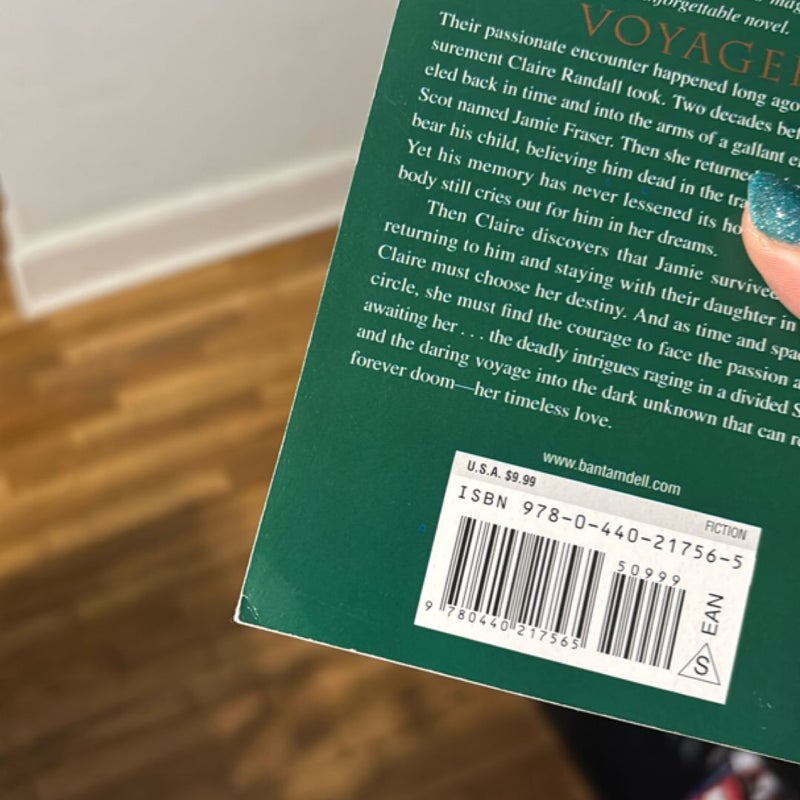 unforgettable novel.
VOYAGER
Their passionate encounter happened long ago
surement Claire Randall took. Two decades bef
eled back in time and into the arms of a gallant e
Scot named Jamie Fraser. Then she returned
bear his child, believing him dead in the tra
Yet his memory has never lessened its ho
body still cries out for him in her dreams.
Then Claire discovers that Jamie survived
returning to him and staying with their daughter in
Claire must choose her destiny. And as time and spa
circle, she must find the courage to face the passion a
awaiting her . . . the deadly intrigues raging in a divided S
and the daring voyage into the dark unknown that can re
forever doom—her timeless love.
www.bantamdell.com
U.S.A. $9.99
FICTION
ISBN 978-0-440-21756-5
50999
9 780440 217565
EAN
S